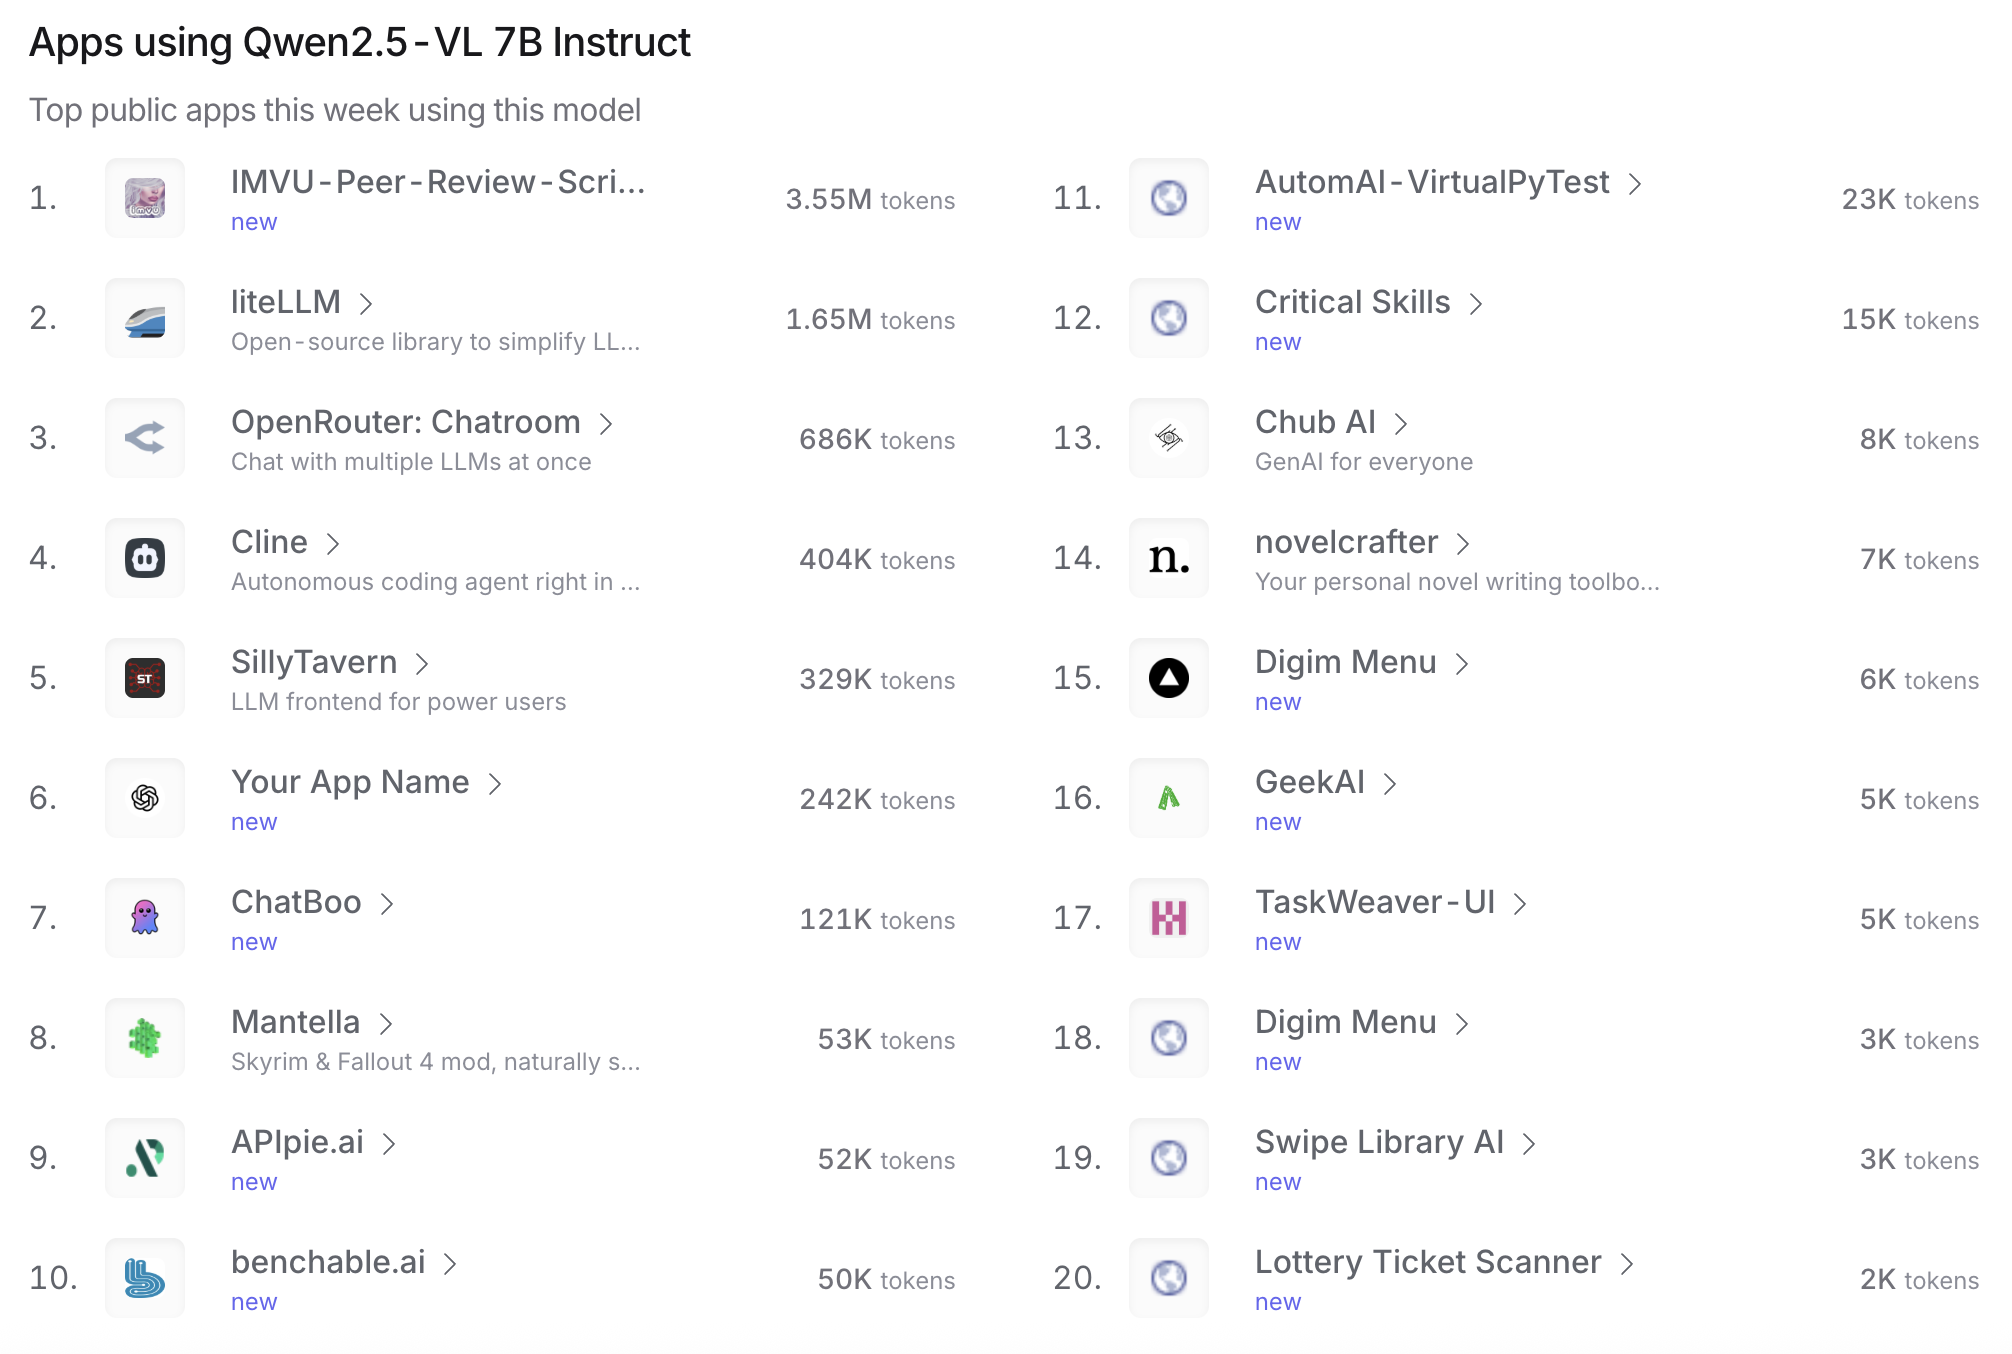 Apps using Qwen2.5-VL 7B Instruct
Top public apps this week using this model
1.
imvu
IMVU-Peer-Review-Scri...
new
3.55M tokens
2.
liteLLM
Open-source library to simplify LL...
1.65M tokens
3.
OpenRouter: Chatroom
Chat with multiple LLMs at once
686K tokens
4.
Cline
Autonomous coding agent right in ...
404K tokens
5.
ST
SillyTavern
LLM frontend for power users
329K tokens
6.
Your App Name
new
242K tokens
7.
ChatBoo
new
121K tokens
8.
Mantella
Skyrim & Fallout 4 mod, naturally s...
53K tokens
9.
APIpie.ai
new
52K tokens
10.
benchable.ai
new
50K tokens
11.
AutomAI-VirtualPyTest
new
23K tokens
12.
Critical Skills
new
15K tokens
13.
Chub AI
GenAI for everyone
8K tokens
14.
n.
novelcrafter
Your personal novel writing toolbo...
7K tokens
15.
Digim Menu
new
6K tokens
16.
GeekAI
new
5K tokens
17.
TaskWeaver-UI
new
5K tokens
18.
Digim Menu
new
3K tokens
19.
Swipe Library AI
new
3K tokens
20.
Lottery Ticket Scanner
new
2K tokens